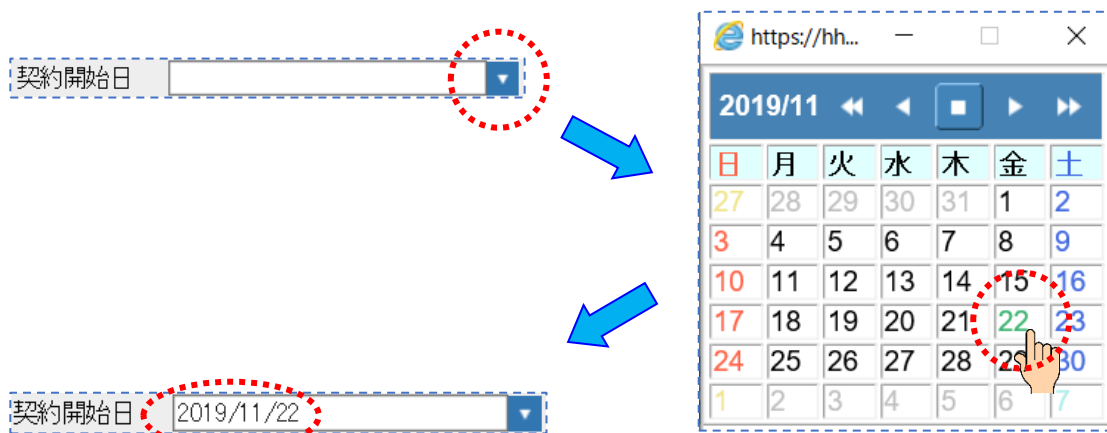 契約開始日
https://hh...
2019/11
日 月 火 水 木 金 土
27 28 29 30 31 1 2
3 4 5 6 7 8 9
10 11 12 13 14 15 16
17 18 19 20 21 22 23
24 25 26 27 28 29 30
1 2 3 4 5 6 7
契約開始日 2019/11/22